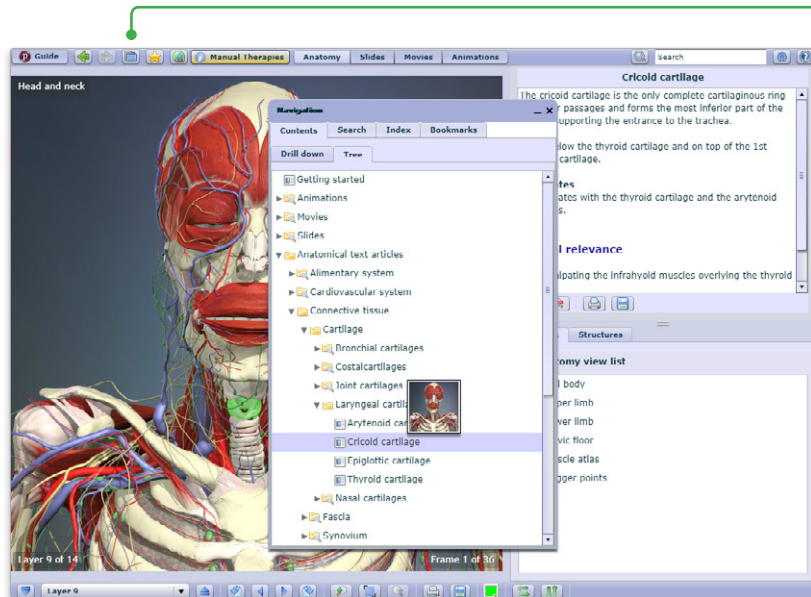 Guide
Manual Therapies
Anatomy
Slides
Movies
Animations
Search
Head and neck
Cricoid cartilage
The cricoid cartilage is the only complete cartilaginous ring
r passages and forms the most inferior part of the
supporting the entrance to the trachea.
elow the thyroid cartilage and on top of the 1st
cartilage.
tes
ates with the thyroid cartilage and the arytenoid
s.
l relevance
lpating the infrahyoid muscles overlying the thyroid
Navigation
Contents
Search
Index
Bookmarks
Drill down
Tree
Getting started
Animations
Movies
Slides
Anatomical text articles
Alimentary system
Cardiovascular system
Connective tissue
Cartilage
Bronchial cartilages
Costalcartilages
Joint cartilages
Laryngeal cartil
Arytenoid car
Cricoid cartilage
Epiglottic cartilage
Thyroid cartilage
Nasal cartilages
Fascia
Synovium
Structures
omy view list
l body
per limb
wer limb
vic floor
scle atlas
gger points
Layer 9 of 14
Frame 1 of 36
Layer 9